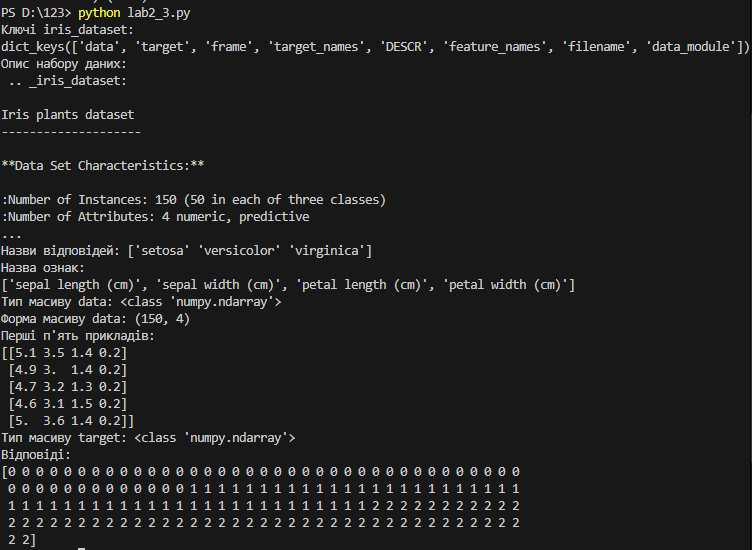 PS D:\123> python lab2_3.py
Ключі iris_dataset:
dict_keys(['data', 'target', 'frame', 'target_names', 'DESCR', 'feature_names', 'filename', 'data_module'])
Опис набору даних:
.. _iris_dataset:
Iris plants dataset
--------------------
**Data Set Characteristics:**
:Number of Instances: 150 (50 in each of three classes)
:Number of Attributes: 4 numeric, predictive
...
Назви відповідей: ['setosa' 'versicolor' 'virginica']
Назва ознак:
['sepal length (cm)', 'sepal width (cm)', 'petal length (cm)', 'petal width (cm)']
Тип масиву data: <class 'numpy.ndarray'>
Форма масиву data: (150, 4)
Перші п'ять прикладів:
[[5.1 3.5 1.4 0.2]
[4.9 3.  1.4 0.2]
[4.7 3.2 1.3 0.2]
[4.6 3.1 1.5 0.2]
[5.  3.6 1.4 0.2]]
Тип масиву target: <class 'numpy.ndarray'>
Відповіді:
[0 0 0 0 0 0 0 0 0 0 0 0 0 0 0 0 0 0 0 0 0 0 0 0 0 0 0 0 0 0 0 0 0 0 0 0 0
0 0 0 0 0 0 0 0 0 0 0 0 0 1 1 1 1 1 1 1 1 1 1 1 1 1 1 1 1 1 1 1 1 1 1 1 1
1 1 1 1 1 1 1 1 1 1 1 1 1 1 1 1 1 1 1 1 1 1 1 1 1 1 2 2 2 2 2 2 2 2 2 2 2
2 2 2 2 2 2 2 2 2 2 2 2 2 2 2 2 2 2 2 2 2 2 2 2 2 2 2 2 2 2 2 2 2 2 2 2 2
2 2]